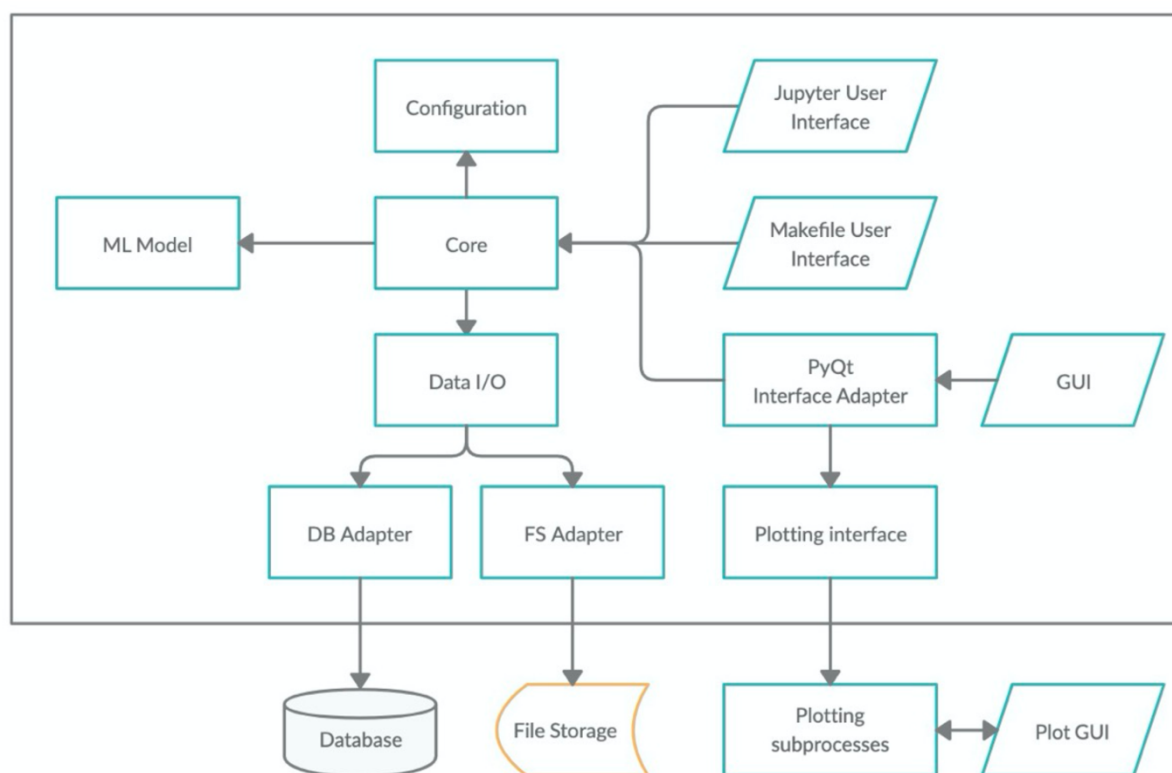 Configuration
Jupyter User
Interface
ML Model
Core
Makefile User
Interface
Data I/O
PyQt
Interface Adapter
GUI
DB Adapter
FS Adapter
Plotting interface
Database
File Storage
Plotting
subprocesses
Plot GUI